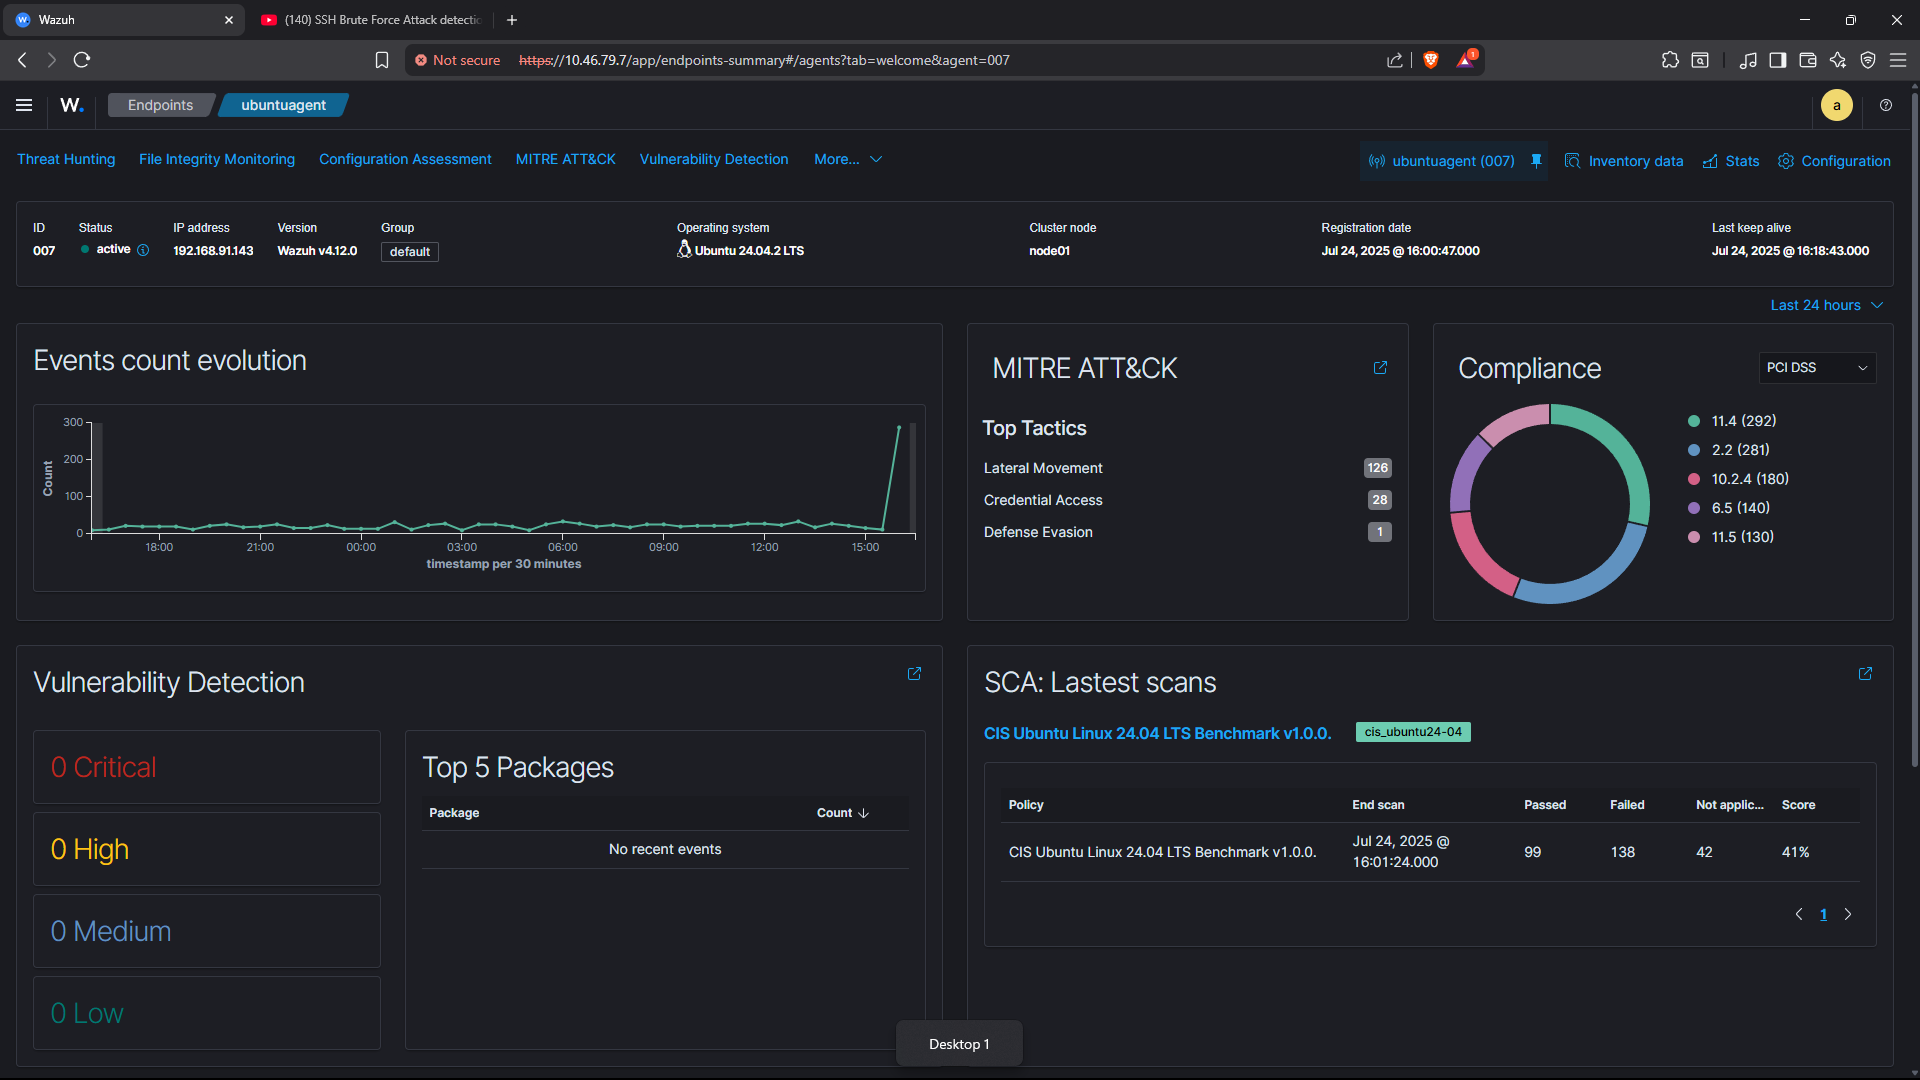 Wazuh
(140) SSH Brute Force Attack detectio
Not secure https://10.46.79.7/app/endpoints-summary#/agents?tab=welcome&agent=007
1
W. Endpoints ubuntuagent
a
Threat Hunting File Integrity Monitoring Configuration Assessment MITRE ATT&CK Vulnerability Detection More...
ubuntuagent (007) Inventory data Stats Configuration
ID Status IP address Version Group Operating system Cluster node Registration date Last keep alive
007 active 192.168.91.143 Wazuh v4.12.0 default Ubuntu 24.04.2 LTS node01 Jul 24, 2025 @ 16:00:47.000 Jul 24, 2025 @ 16:18:43.000
Last 24 hours
Events count evolution
300
200
100
0
Count
18:00 21:00 00:00 03:00 06:00 09:00 12:00 15:00
timestamp per 30 minutes
MITRE ATT&CK
Top Tactics
Lateral Movement 126
Credential Access 28
Defense Evasion 1
Compliance
PCI DSS
11.4 (292)
2.2 (281)
10.2.4 (180)
6.5 (140)
11.5 (130)
Vulnerability Detection
0 Critical
0 High
0 Medium
0 Low
Top 5 Packages
Package Count
No recent events
SCA: Lastest scans
CIS Ubuntu Linux 24.04 LTS Benchmark v1.0.0. cis_ubuntu24-04
Policy End scan Passed Failed Not applic... Score
CIS Ubuntu Linux 24.04 LTS Benchmark v1.0.0. Jul 24, 2025 @ 16:01:24.000 99 138 42 41%
1
Desktop 1